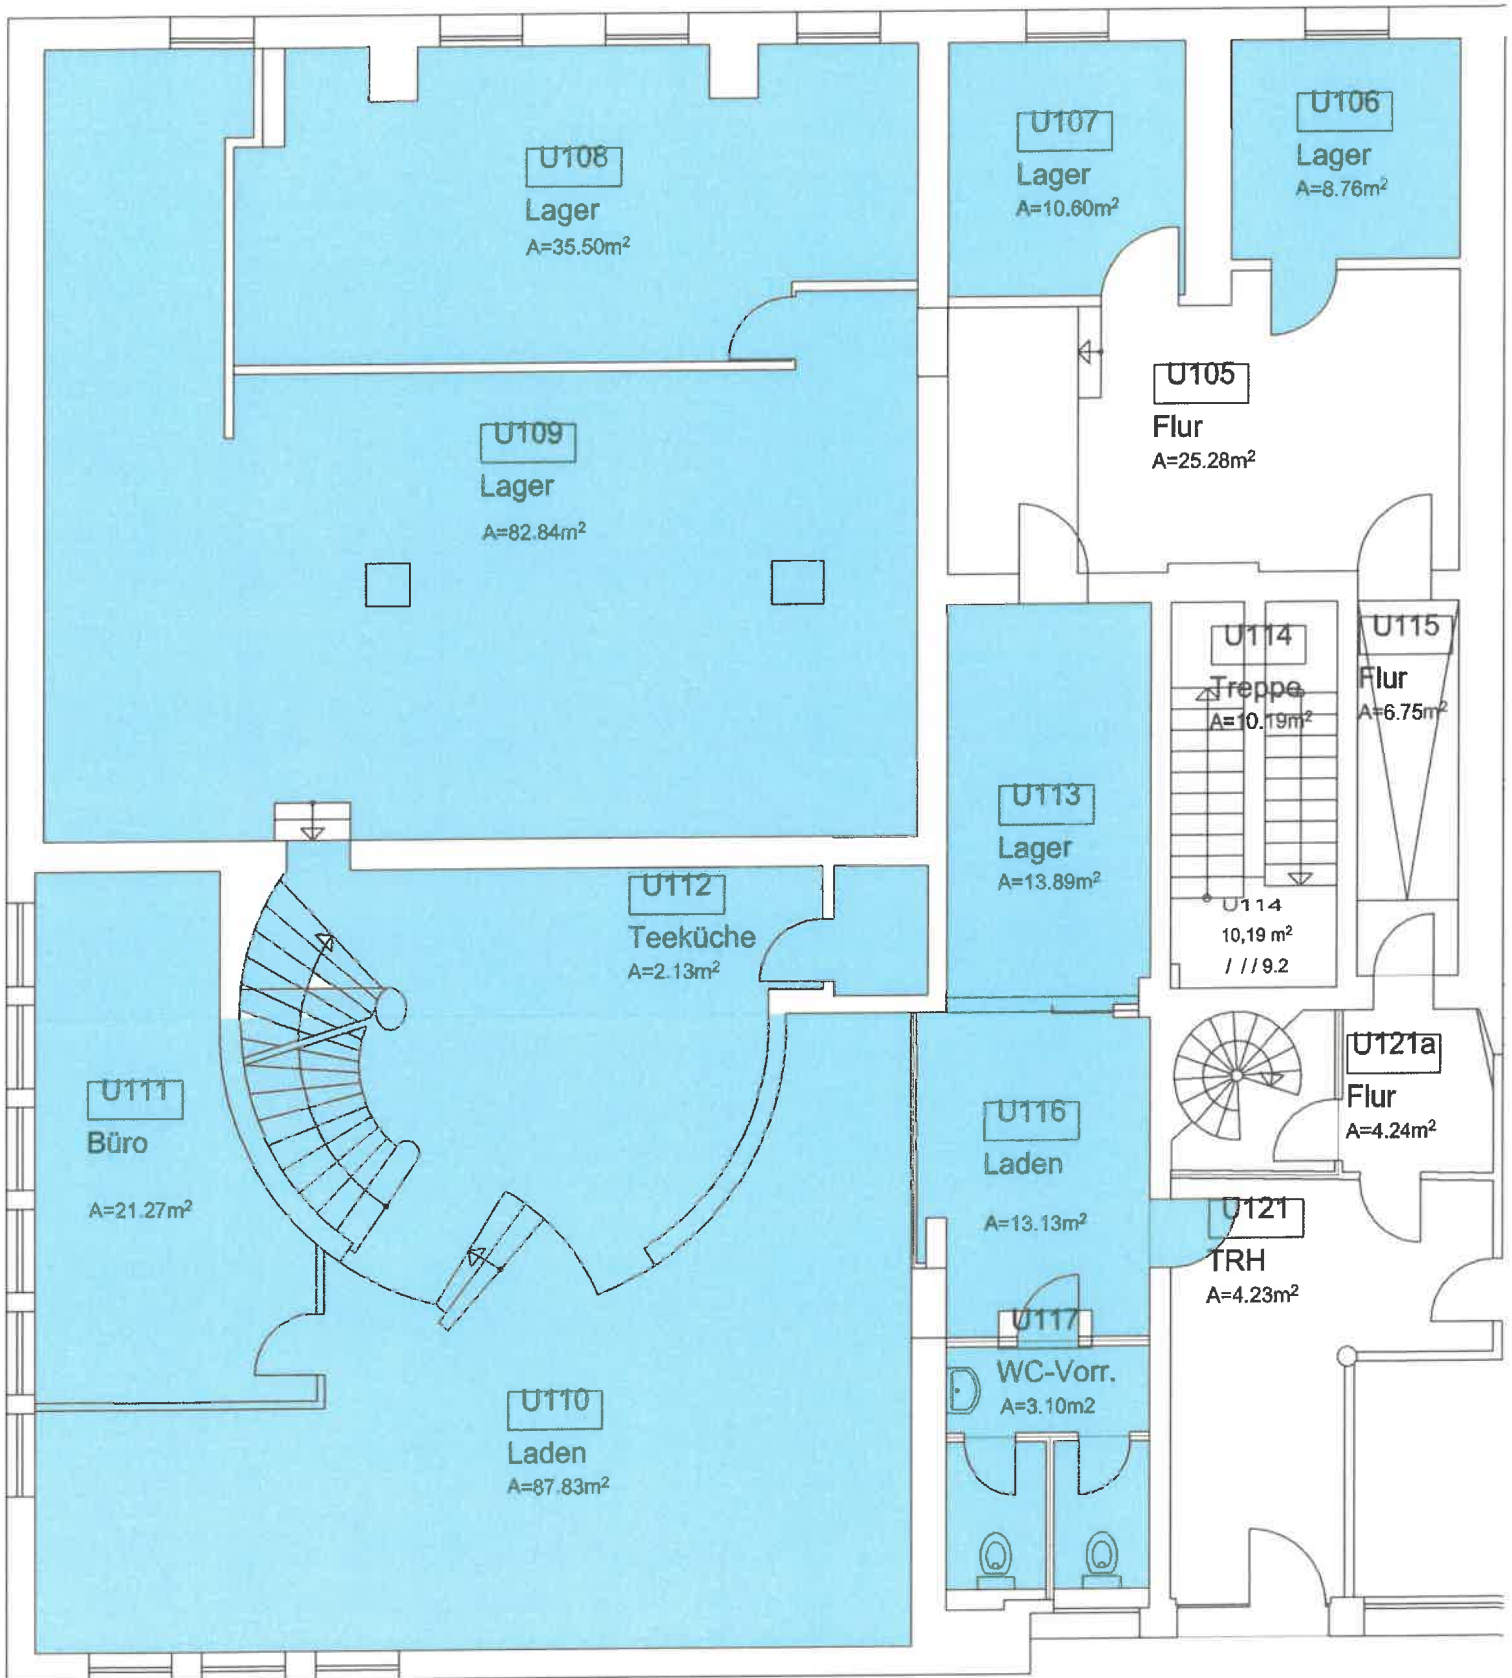 U108
Lager
A=35.50m²
U107
Lager
A=10.60m²
U106
Lager
A=8.76m²
U105
Flur
A=25.28m²
U109
Lager
A=82.84m²
U114
Treppe
A=10.19m²
U115
Flur
A=6.75m²
U113
Lager
A=13.89m²
U114
10,19 m²
/ / / 9.2
U112
Teeküche
A=2.13m²
U111
Büro
A=21.27m²
U116
Laden
A=13.13m²
U121a
Flur
A=4.24m²
U121
TRH
A=4.23m²
U117
WC-Vorr.
A=3.10m2
U110
Laden
A=87.83m²